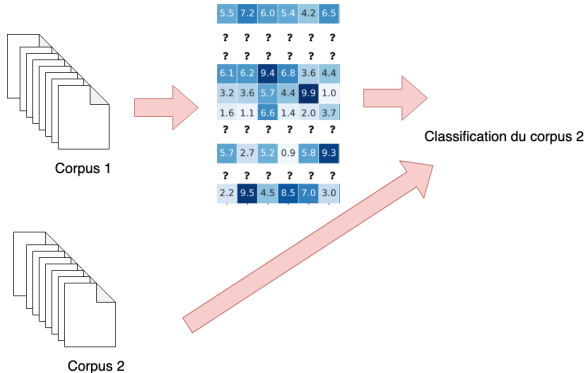 5.5 7.2 6.0 5.4 4.2 6.5
? ? ? ? ? ?
? ? ? ? ? ?
6.1 6.2 9.4 6.8 3.6 4.4
3.2 3.6 5.7 4.4 9.9 1.0
1.6 1.1 6.6 1.4 2.0 3.7
? ? ? ? ? ?
5.7 2.7 5.2 0.9 5.8 9.3
? ? ? ? ? ?
2.2 9.5 4.5 8.5 7.0 3.0
Corpus 1
Classification du corpus 2
Corpus 2